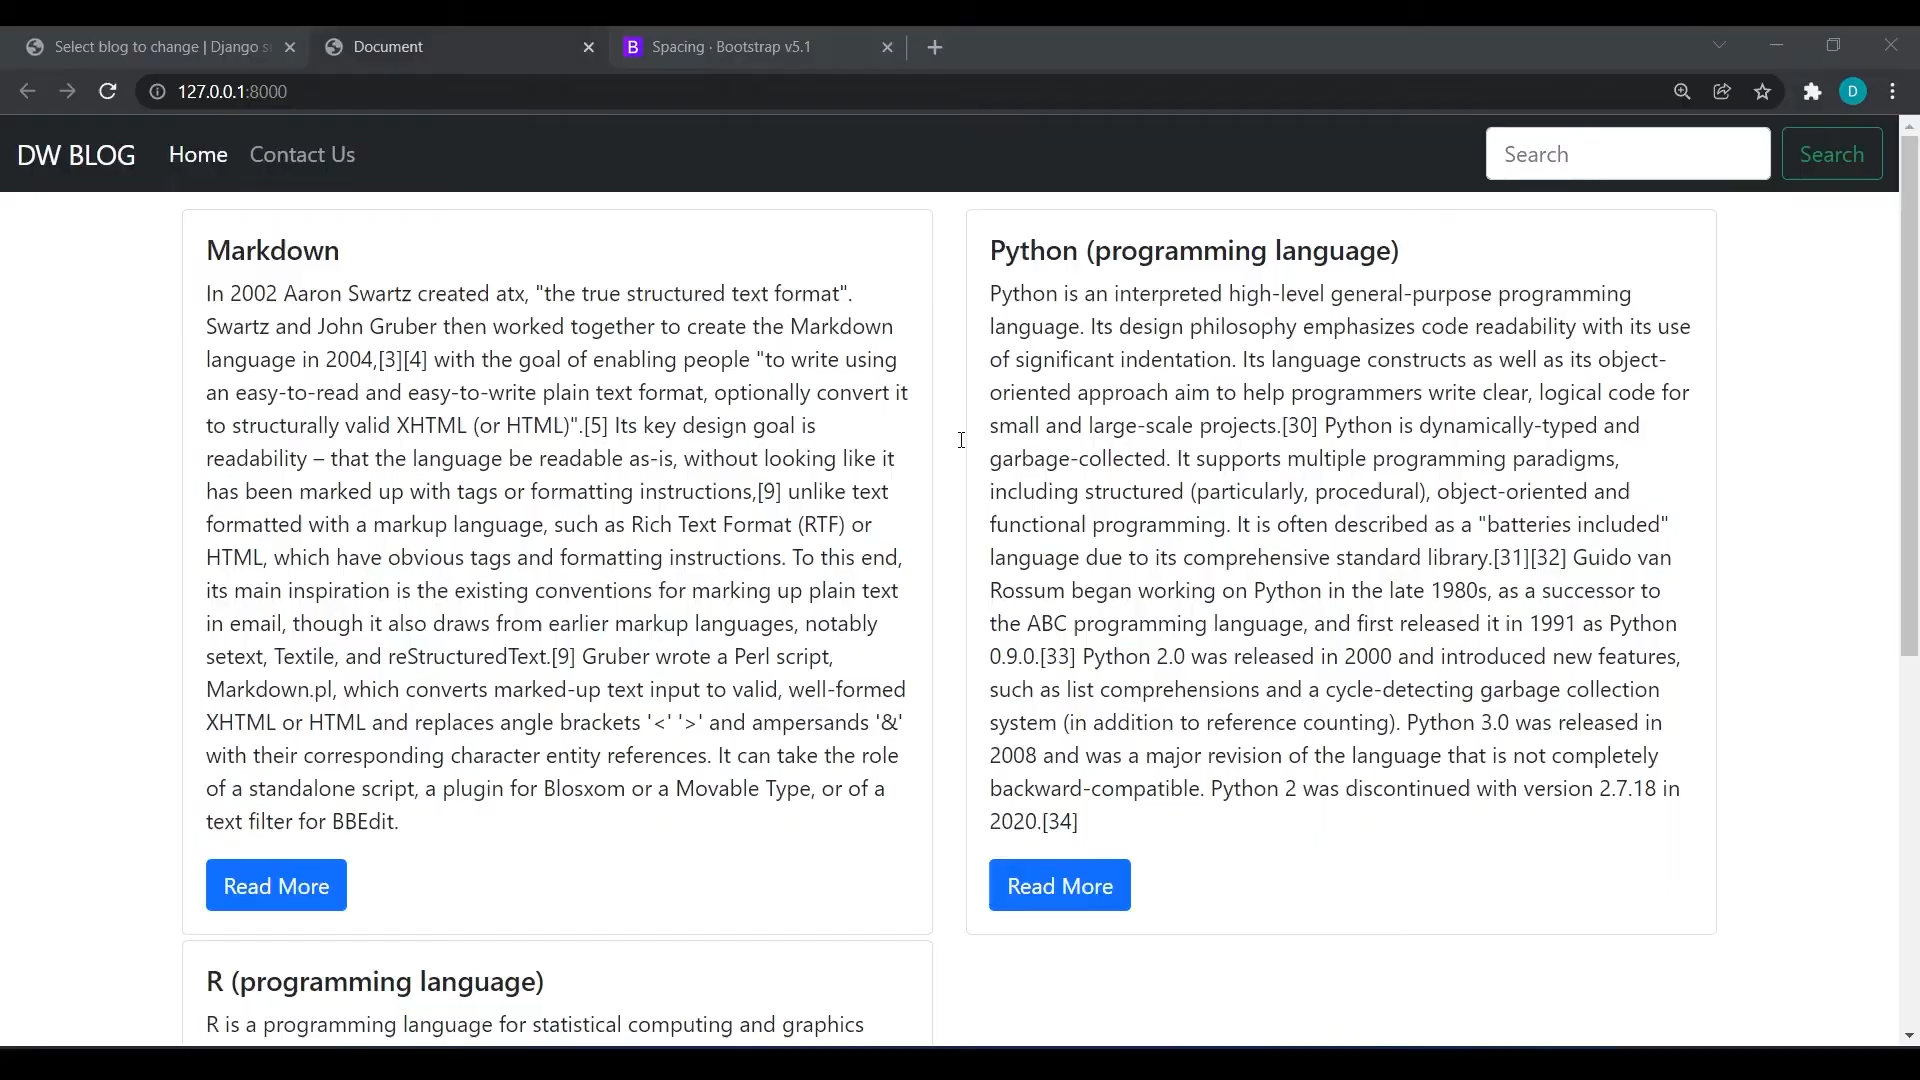 Select blog to change | Django s
Document
B
Spacing · Bootstrap v5.1
127.0.0.1:8000
D
DW BLOG
Home
Contact Us
Search
Search
Markdown
In 2002 Aaron Swartz created atx, "the true structured text format".
Swartz and John Gruber then worked together to create the Markdown
language in 2004,[3][4] with the goal of enabling people "to write using
an easy-to-read and easy-to-write plain text format, optionally convert it
to structurally valid XHTML (or HTML)".[5] Its key design goal is
readability – that the language be readable as-is, without looking like it
has been marked up with tags or formatting instructions,[9] unlike text
formatted with a markup language, such as Rich Text Format (RTF) or
HTML, which have obvious tags and formatting instructions. To this end,
its main inspiration is the existing conventions for marking up plain text
in email, though it also draws from earlier markup languages, notably
setext, Textile, and reStructuredText.[9] Gruber wrote a Perl script,
Markdown.pl, which converts marked-up text input to valid, well-formed
XHTML or HTML and replaces angle brackets '<' '>' and ampersands '&'
with their corresponding character entity references. It can take the role
of a standalone script, a plugin for Blosxom or a Movable Type, or of a
text filter for BBEdit.
Read More
Python (programming language)
Python is an interpreted high-level general-purpose programming
language. Its design philosophy emphasizes code readability with its use
of significant indentation. Its language constructs as well as its object-
oriented approach aim to help programmers write clear, logical code for
small and large-scale projects.[30] Python is dynamically-typed and
garbage-collected. It supports multiple programming paradigms,
including structured (particularly, procedural), object-oriented and
functional programming. It is often described as a "batteries included"
language due to its comprehensive standard library.[31][32] Guido van
Rossum began working on Python in the late 1980s, as a successor to
the ABC programming language, and first released it in 1991 as Python
0.9.0.[33] Python 2.0 was released in 2000 and introduced new features,
such as list comprehensions and a cycle-detecting garbage collection
system (in addition to reference counting). Python 3.0 was released in
2008 and was a major revision of the language that is not completely
backward-compatible. Python 2 was discontinued with version 2.7.18 in
2020.[34]
Read More
R (programming language)
R is a programming language for statistical computing and graphics